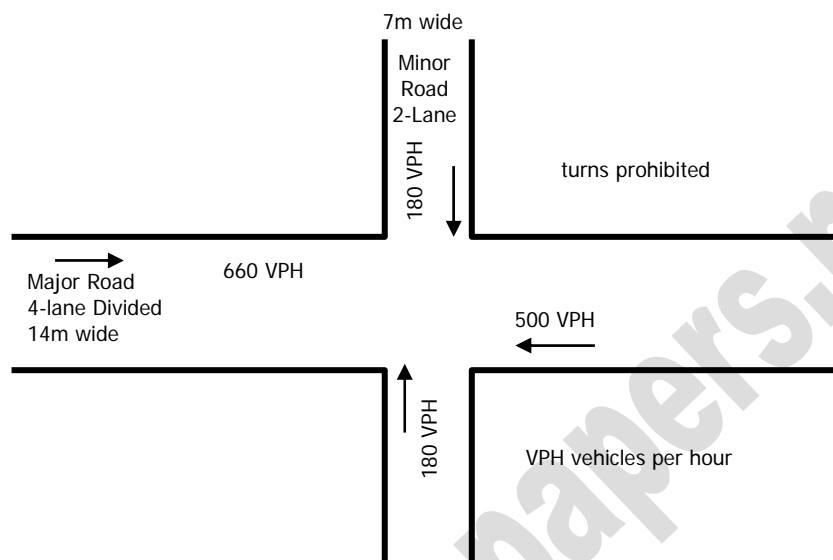 7m wide
Minor
Road
2-Lane
180 VPH
turns prohibited
660 VPH
Major Road
4-lane Divided
14m wide
500 VPH
180 VPH
VPH vehicles per hour
papers.